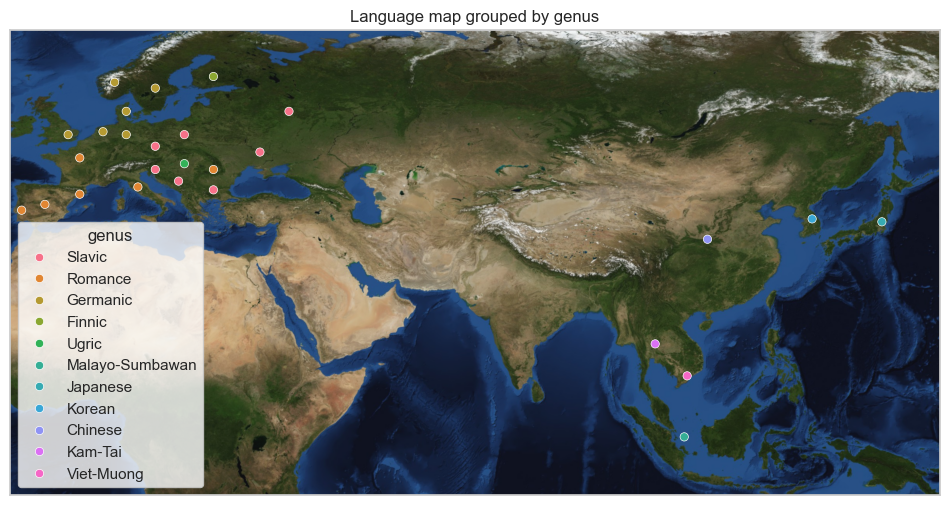 Language map grouped by genus
genus
Slavic
Romance
Germanic
Finnic
Ugric
Malayo-Sumbawan
Japanese
Korean
Chinese
Kam-Tai
Viet-Muong